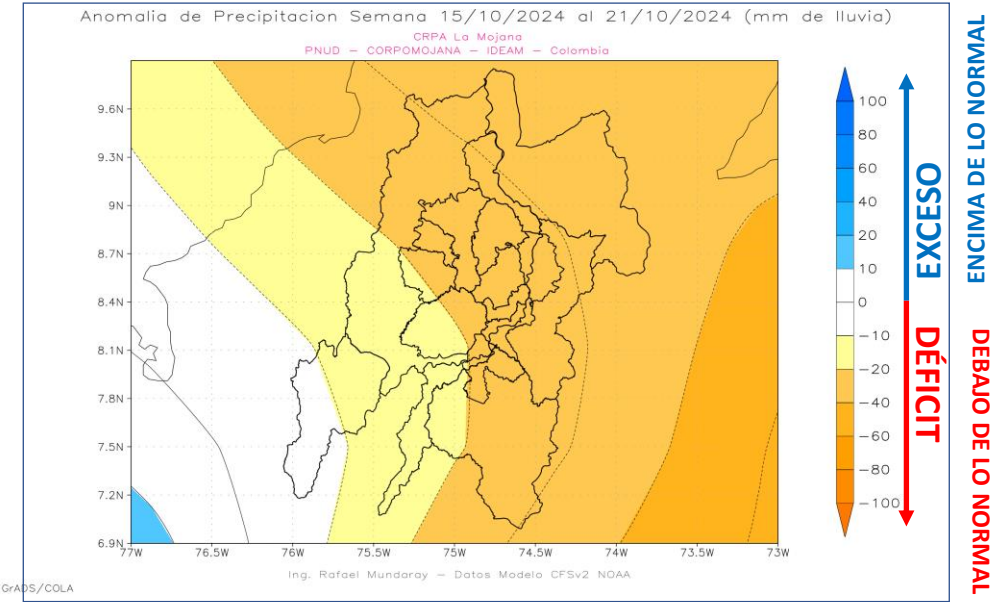 Anomalia de Precipitacion Semana 15/10/2024 al 21/10/2024 (mm de lluvia)
CRPA La Mojana
PNUD – CORPOMOJANA – IDEAM – Colombia
9.6N
9.3N
9N
8.7N
8.4N
8.1N
7.8N
7.5N
7.2N
6.9N
77W
76.5W
76W
75.5W
75W
74.5W
74W
73.5W
73W
100
80
60
40
20
10
0
−10
−20
−40
−60
−80
−100
EXCESO
ENCIMA DE LO NORMAL
DÉFICIT
DEBAJO DE LO NORMAL
Ing. Rafael Mundaray – Datos Modelo CFSv2 NOAA
GrADS/COLA